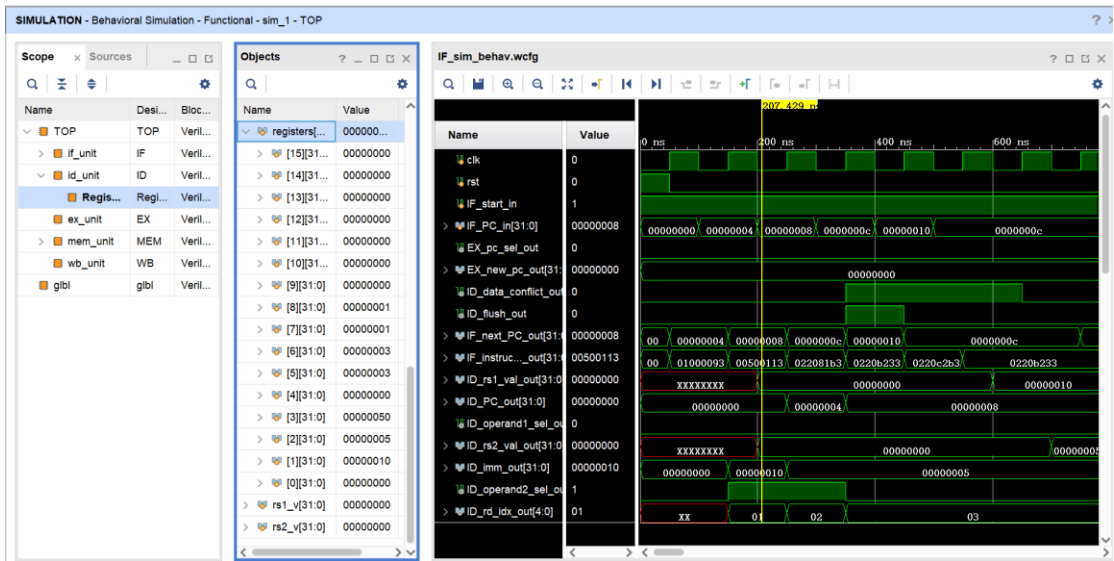 SIMULATION - Behavioral Simulation - Functional - sim_1 - TOP ?
Scope × Sources
Name Desi... Bloc...
TOP TOP Veril...
if_unit IF Veril...
id_unit ID Veril...
Regis... Regi... Veril...
ex_unit EX Veril...
mem_unit MEM Veril...
wb_unit WB Veril...
glbl glbl Veril...
Objects ? ×
Name Value
registers[... 000000...
[15][31... 00000000
[14][31... 00000000
[13][31... 00000000
[12][31... 00000000
[11][31... 00000000
[10][31... 00000000
[9][31:0] 00000000
[8][31:0] 00000001
[7][31:0] 00000001
[6][31:0] 00000003
[5][31:0] 00000003
[4][31:0] 00000000
[3][31:0] 00000050
[2][31:0] 00000005
[1][31:0] 00000010
[0][31:0] 00000000
rs1_v[31:0] 00000000
rs2_v[31:0] 00000000
IF_sim_behav.wcfg ? ×
207.429 n
Name Value 0 ns 200 ns 400 ns 600 ns
clk 0
rst 0
IF_start_in 1
IF_PC_in[31:0] 00000008 00000000 00000004 00000008 0000000c 00000010 0000000c
EX_pc_sel_out 0
EX_new_pc_out[31: 00000000 00000000
ID_data_conflict_out 0
ID_flush_out 0
IF_next_PC_out[31: 00000008 00 00000004 00000008 0000000c 00000010 0000000c
IF_instruc..._out[31: 00500113 00 01000093 00500113 022081b3 0220b233 0220c2b3 0220b233
ID_rs1_val_out[31:0 00000000 XXXXXXXX 00000000 00000010
ID_PC_out[31:0] 00000000 00000000 00000004 00000008
ID_operand1_sel_ou 0
ID_rs2_val_out[31:0 00000000 XXXXXXXX 00000000 00000005
ID_imm_out[31:0] 00000010 00000000 00000010 00000005
ID_operand2_sel_ou 1
ID_rd_idx_out[4:0] 01 XX 01 02 03